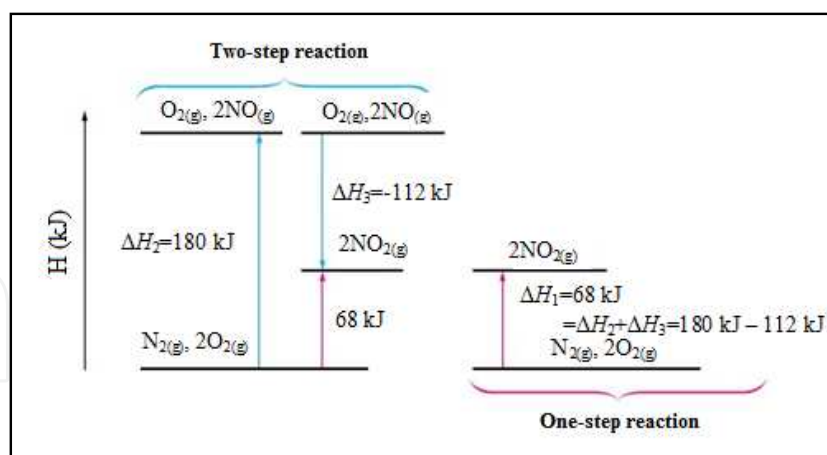 Two-step reaction
O₂₍g₎, 2NO₍g₎
O₂₍g₎,2NO₍g₎
H (kJ)
ΔH₃=-112 kJ
ΔH₂=180 kJ
2NO₂₍g₎
2NO₂₍g₎
68 kJ
ΔH₁=68 kJ
=ΔH₂+ΔH₃=180 kJ – 112 kJ
N₂₍g₎, 2O₂₍g₎
N₂₍g₎, 2O₂₍g₎
One-step reaction